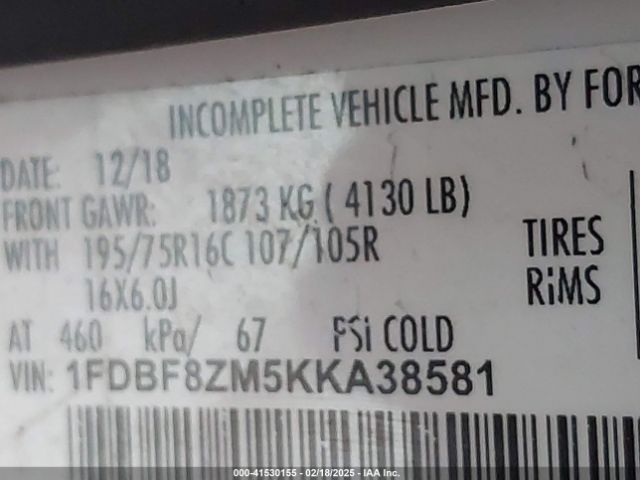 INCOMPLETE VEHICLE MFD. BY FOR
DATE: 12/18
FRONT GAWR: 1873 KG ( 4130 LB)
WITH 195/75R16C 107/105R TIRES
16X6.0J RiMS
AT 460 kPa/ 67 PSi COLD
VIN: 1FDBF8ZM5KKA38581
000-41530155 - 02/18/2025 - IAA Inc.